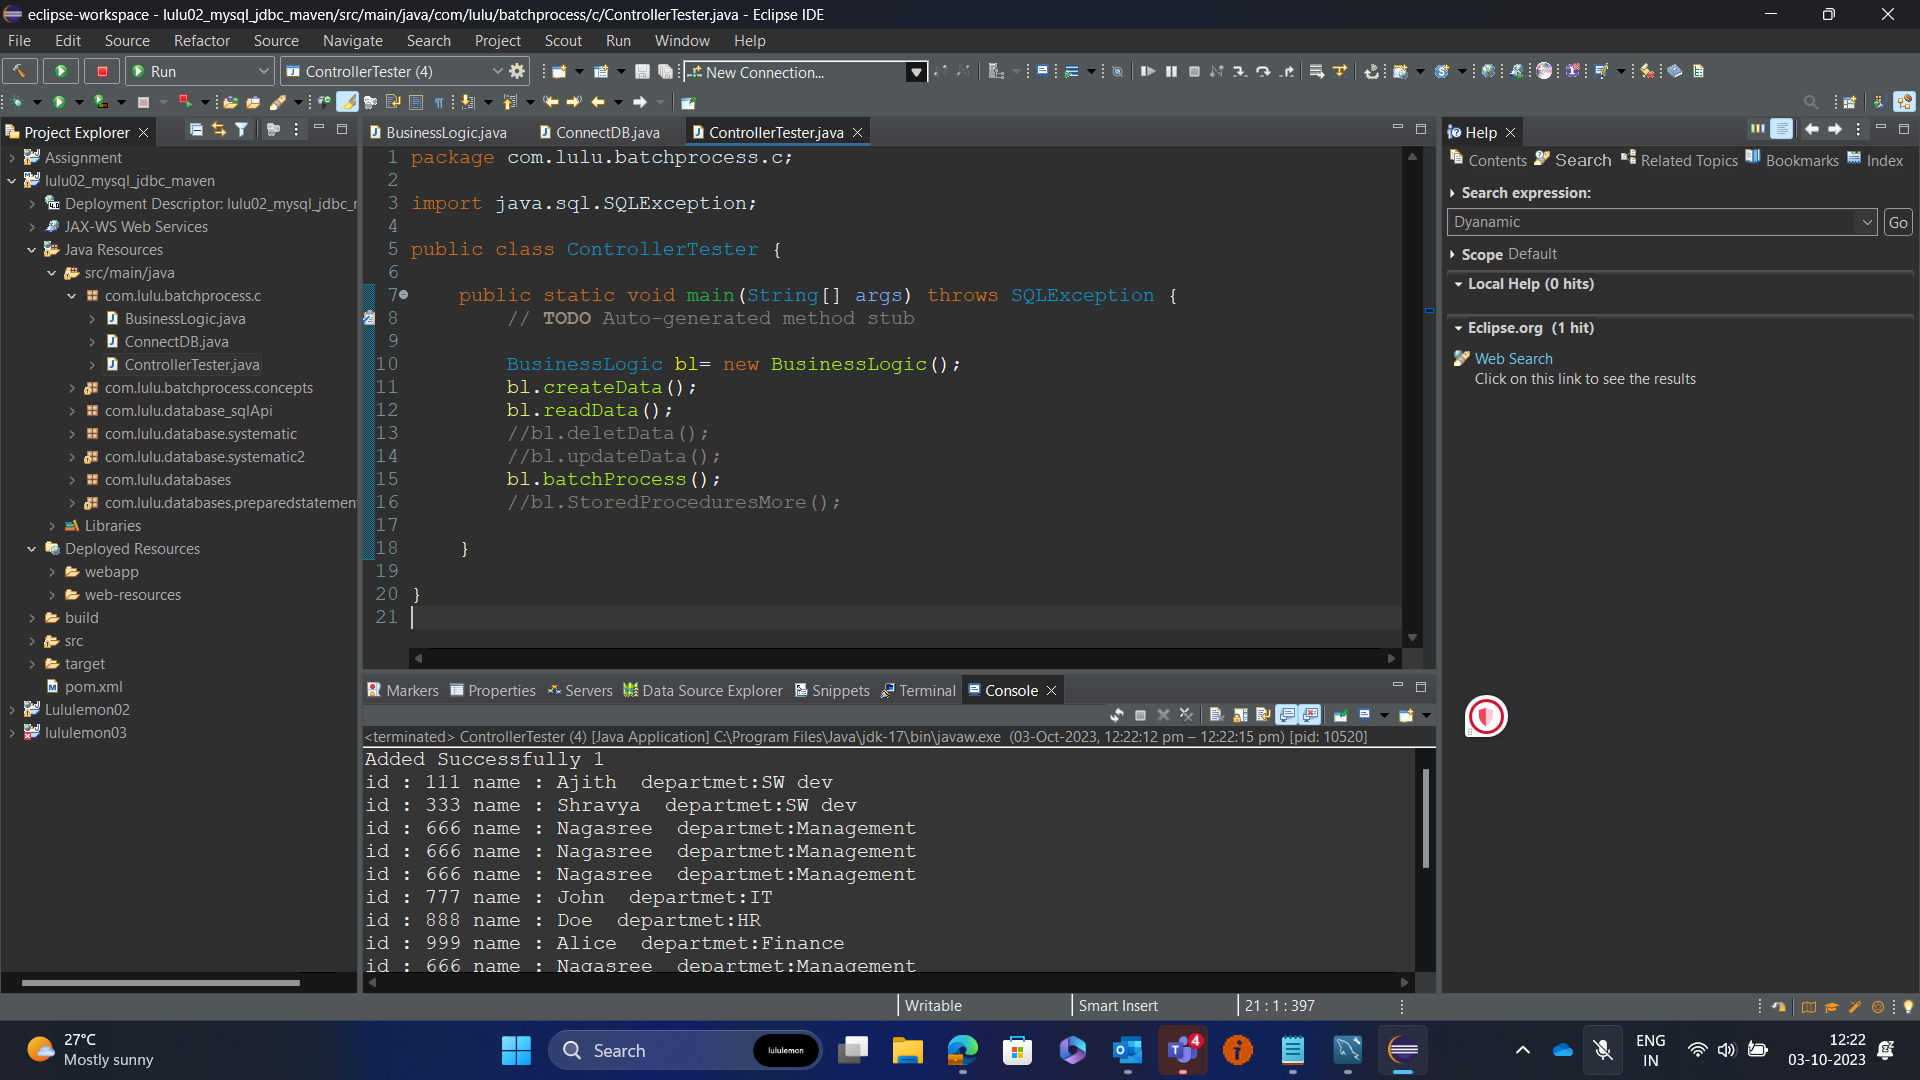 eclipse-workspace - lulu02_mysql_jdbc_maven/src/main/java/com/lulu/batchprocess/c/ControllerTester.java - Eclipse IDE
File Edit Source Refactor Source Navigate Search Project Scout Run Window Help
Run ControllerTester (4) New Connection...
Project Explorer
Assignment
lulu02_mysql_jdbc_maven
Deployment Descriptor: lulu02_mysql_jdbc_r
JAX-WS Web Services
Java Resources
src/main/java
com.lulu.batchprocess.c
BusinessLogic.java
ConnectDB.java
ControllerTester.java
com.lulu.batchprocess.concepts
com.lulu.database_sqlApi
com.lulu.database.systematic
com.lulu.database.systematic2
com.lulu.databases
com.lulu.databases.preparedstatemen
Libraries
Deployed Resources
webapp
web-resources
build
src
target
pom.xml
Lululemon02
lululemon03
BusinessLogic.java ConnectDB.java ControllerTester.java
1 package com.lulu.batchprocess.c;
2
3 import java.sql.SQLException;
4
5 public class ControllerTester {
6
7 public static void main(String[] args) throws SQLException {
8 // TODO Auto-generated method stub
9
10 BusinessLogic bl= new BusinessLogic();
11 bl.createData();
12 bl.readData();
13 //bl.deletData();
14 //bl.updateData();
15 bl.batchProcess();
16 //bl.StoredProceduresMore();
17
18 }
19
20 }
21
Markers Properties Servers Data Source Explorer Snippets Terminal Console
<terminated> ControllerTester (4) [Java Application] C:\Program Files\Java\jdk-17\bin\javaw.exe (03-Oct-2023, 12:22:12 pm – 12:22:15 pm) [pid: 10520]
Added Successfully 1
id : 111 name : Ajith departmet:SW dev
id : 333 name : Shravya departmet:SW dev
id : 666 name : Nagasree departmet:Management
id : 666 name : Nagasree departmet:Management
id : 666 name : Nagasree departmet:Management
id : 777 name : John departmet:IT
id : 888 name : Doe departmet:HR
id : 999 name : Alice departmet:Finance
id : 666 name : Nagasree departmet:Management
Help
Contents Search Related Topics Bookmarks Index
Search expression:
Dyanamic Go
Scope Default
Local Help (0 hits)
Eclipse.org (1 hit)
Web Search
Click on this link to see the results
Writable Smart Insert 21 : 1 : 397
27°C
Mostly sunny
Search lululemon
4
ENG
IN
12:22
03-10-2023